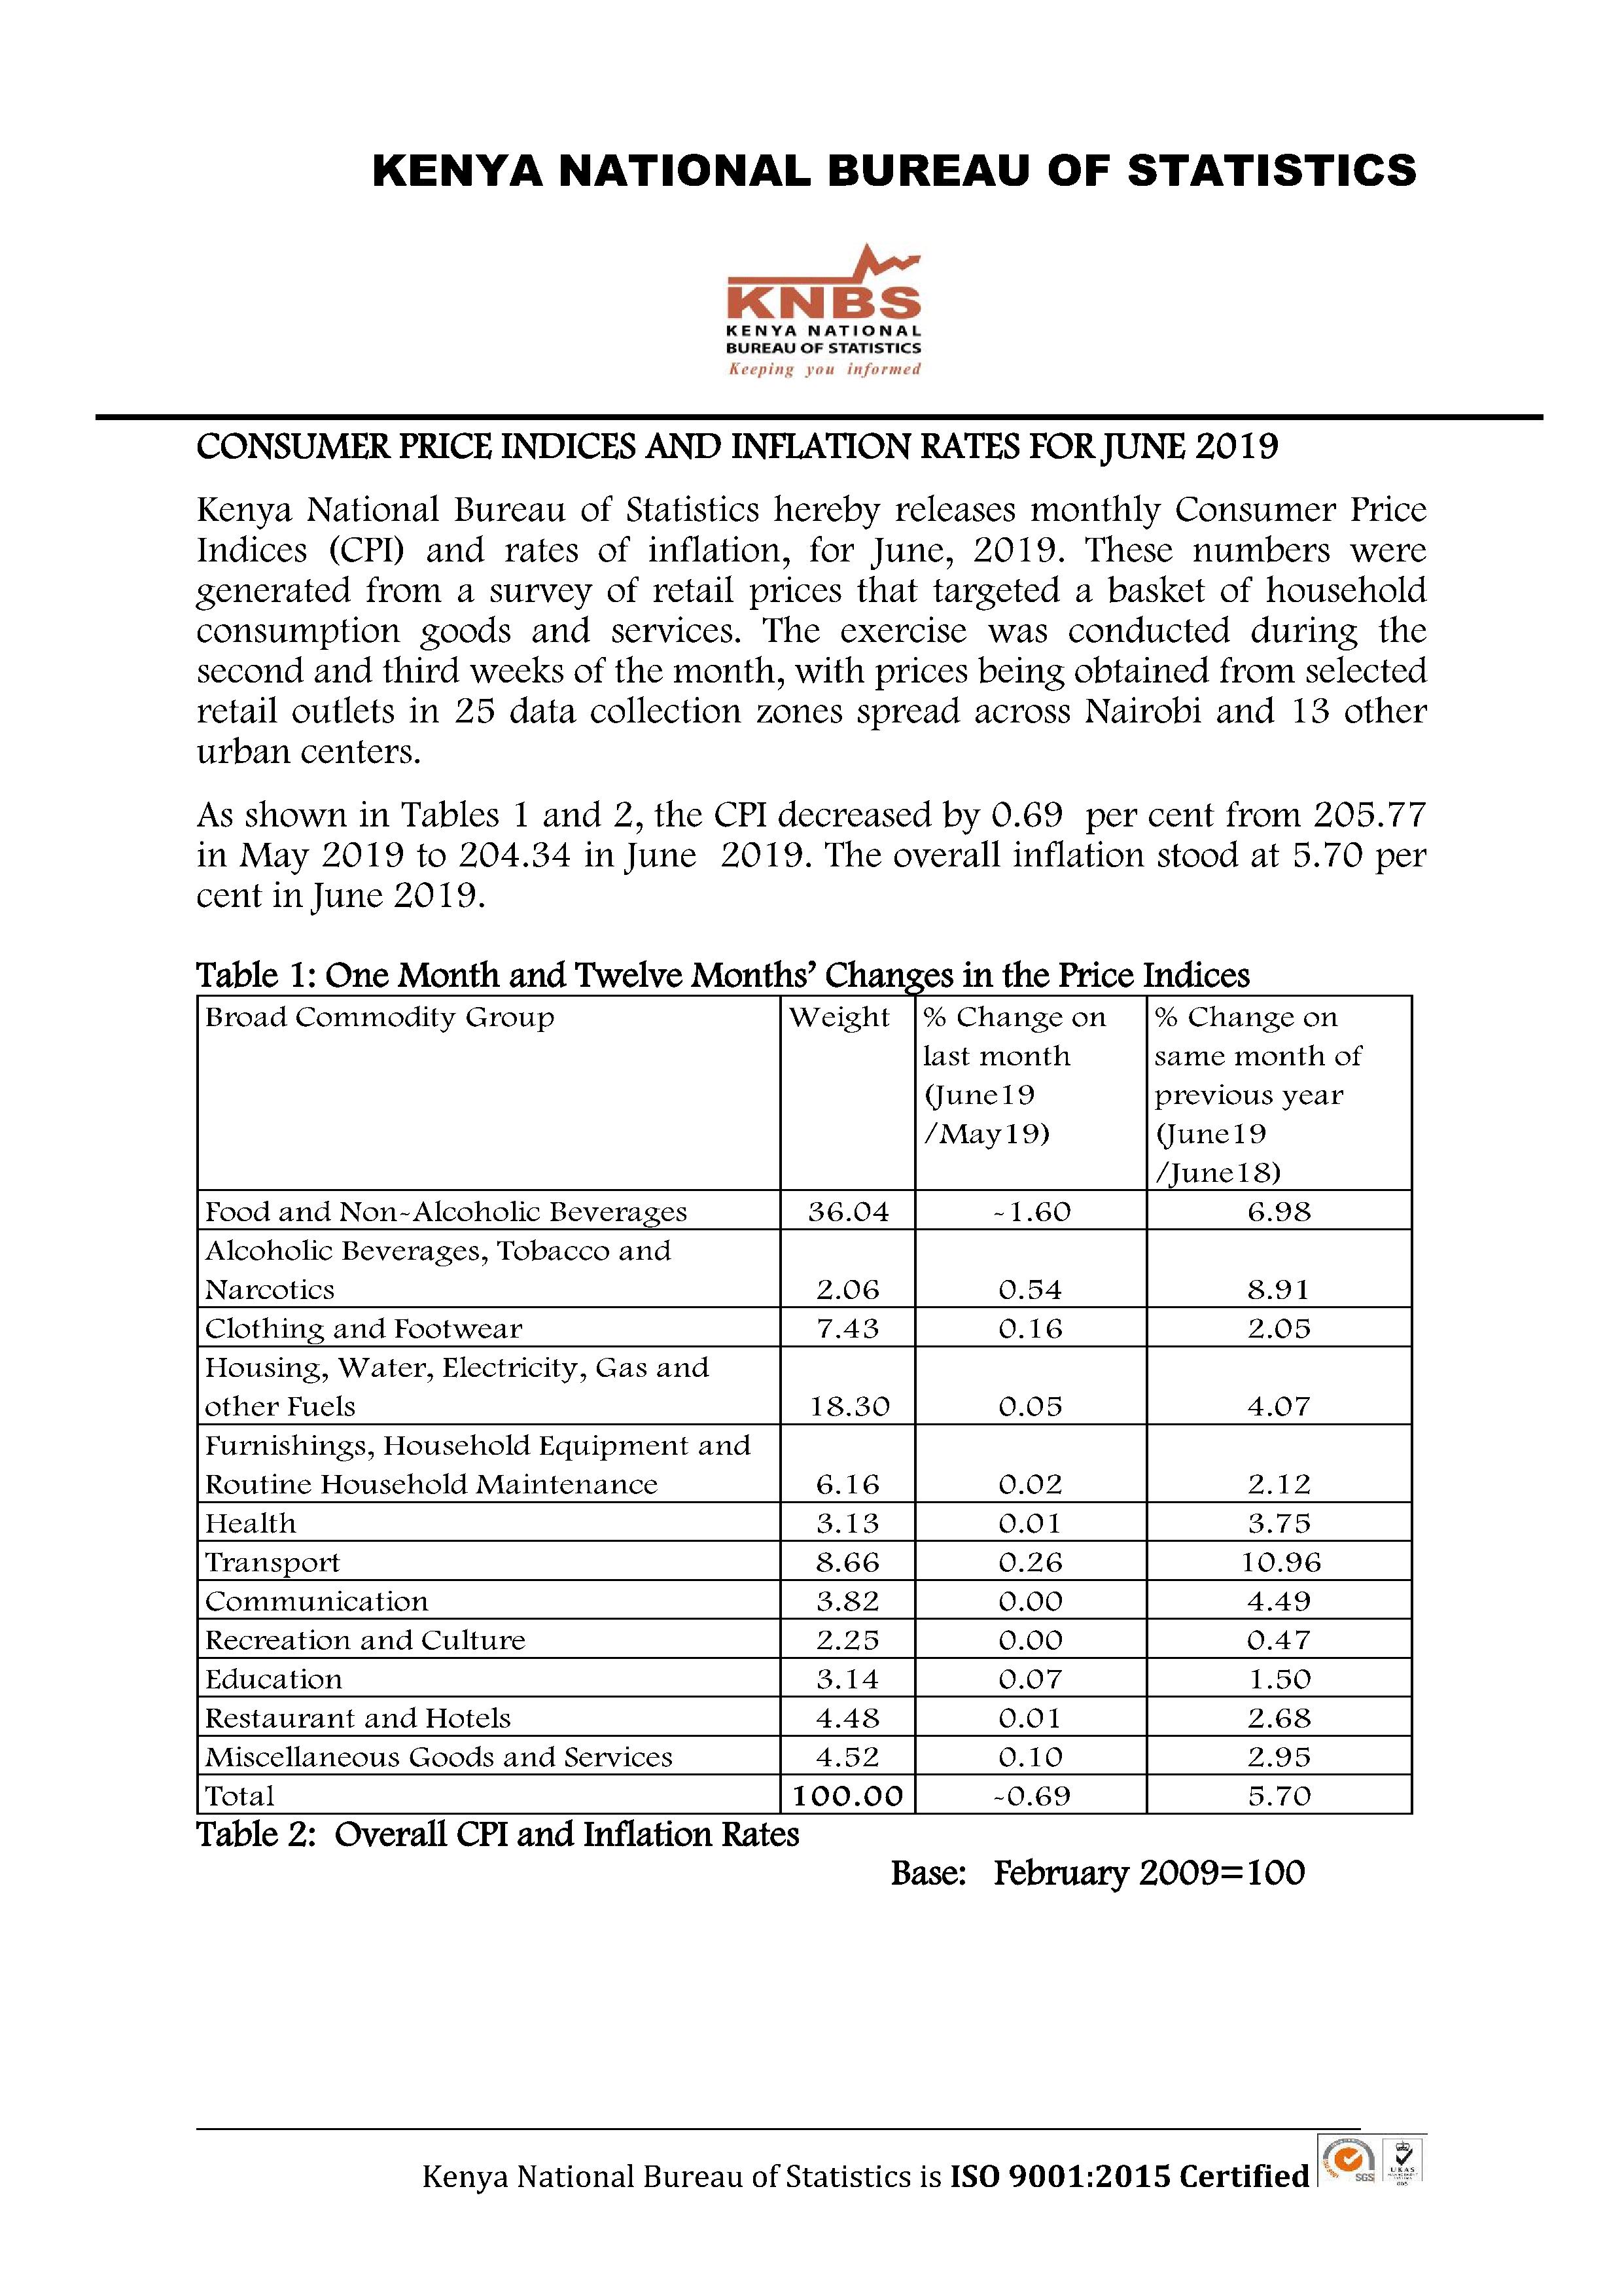 KENYA NATIONAL BUREAU OF STATISTICS
KNBS
KENYA NATIONAL
BUREAU OF STATISTICS
Keeping you informed
CONSUMER PRICE INDICES AND INFLATION RATES FOR JUNE 2019
Kenya National Bureau of Statistics hereby releases monthly Consumer Price
Indices (CPI) and rates of inflation, for June, 2019. These numbers were
generated from a survey of retail prices that targeted a basket of household
consumption goods and services. The exercise was conducted during the
second and third weeks of the month, with prices being obtained from selected
retail outlets in 25 data collection zones spread across Nairobi and 13 other
urban centers.
As shown in Tables 1 and 2, the CPI decreased by 0.69 per cent from 205.77
in May 2019 to 204.34 in June 2019. The overall inflation stood at 5.70 per
cent in June 2019.
Table 1: One Month and Twelve Months’ Changes in the Price Indices
Broad Commodity Group Weight % Change on % Change on
last month same month of
(June19 previous year
/May19) (June19
/June18)
Food and Non-Alcoholic Beverages 36.04 -1.60 6.98
Alcoholic Beverages, Tobacco and
Narcotics 2.06 0.54 8.91
Clothing and Footwear 7.43 0.16 2.05
Housing, Water, Electricity, Gas and
other Fuels 18.30 0.05 4.07
Furnishings, Household Equipment and
Routine Household Maintenance 6.16 0.02 2.12
Health 3.13 0.01 3.75
Transport 8.66 0.26 10.96
Communication 3.82 0.00 4.49
Recreation and Culture 2.25 0.00 0.47
Education 3.14 0.07 1.50
Restaurant and Hotels 4.48 0.01 2.68
Miscellaneous Goods and Services 4.52 0.10 2.95
Total 100.00 -0.69 5.70
Table 2: Overall CPI and Inflation Rates
Base: February 2009=100
Kenya National Bureau of Statistics is ISO 9001:2015 Certified
SGS
UKAS